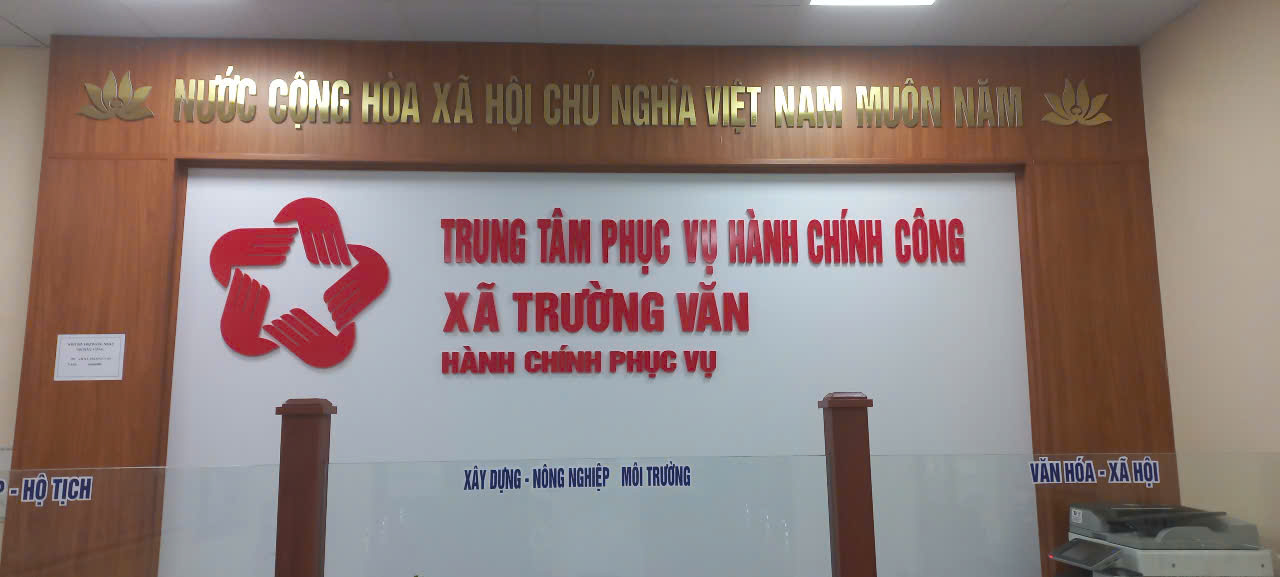 NƯỚC CỘNG HÒA XÃ HỘI CHỦ NGHĨA VIỆT NAM MUÔN NĂM
TRUNG TÂM PHỤC VỤ HÀNH CHÍNH CÔNG
XÃ TRƯỜNG VĂN
HÀNH CHÍNH PHỤC VỤ
P - HỘ TỊCH
XÂY DỰNG - NÔNG NGHIỆP MÔI TRƯỜNG
VĂN HÓA - XÃ HỘI